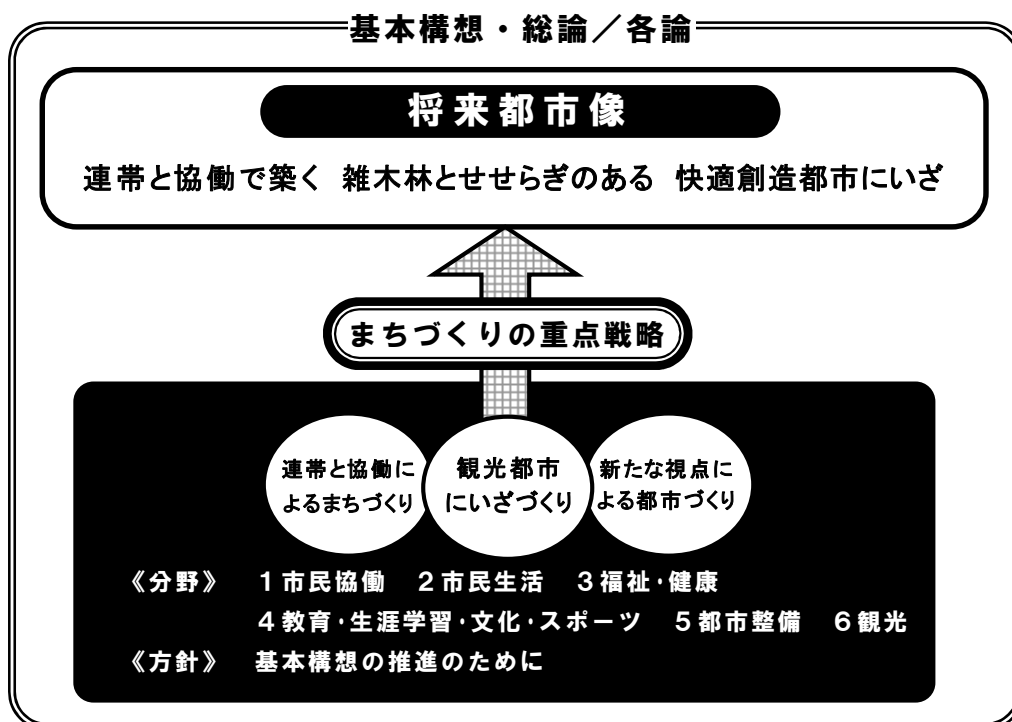 基本構想・総論／各論
将来都市像
連帯と協働で築く 雑木林とせせらぎのある 快適創造都市にいざ
まちづくりの重点戦略
連帯と協働に
よるまちづくり
観光都市
にいざづくり
新たな視点に
よる都市づくり
《分野》 １市民協働 ２市民生活 ３福祉・健康
４教育・生涯学習・文化・スポーツ ５都市整備 ６観光
《方針》 基本構想の推進のために